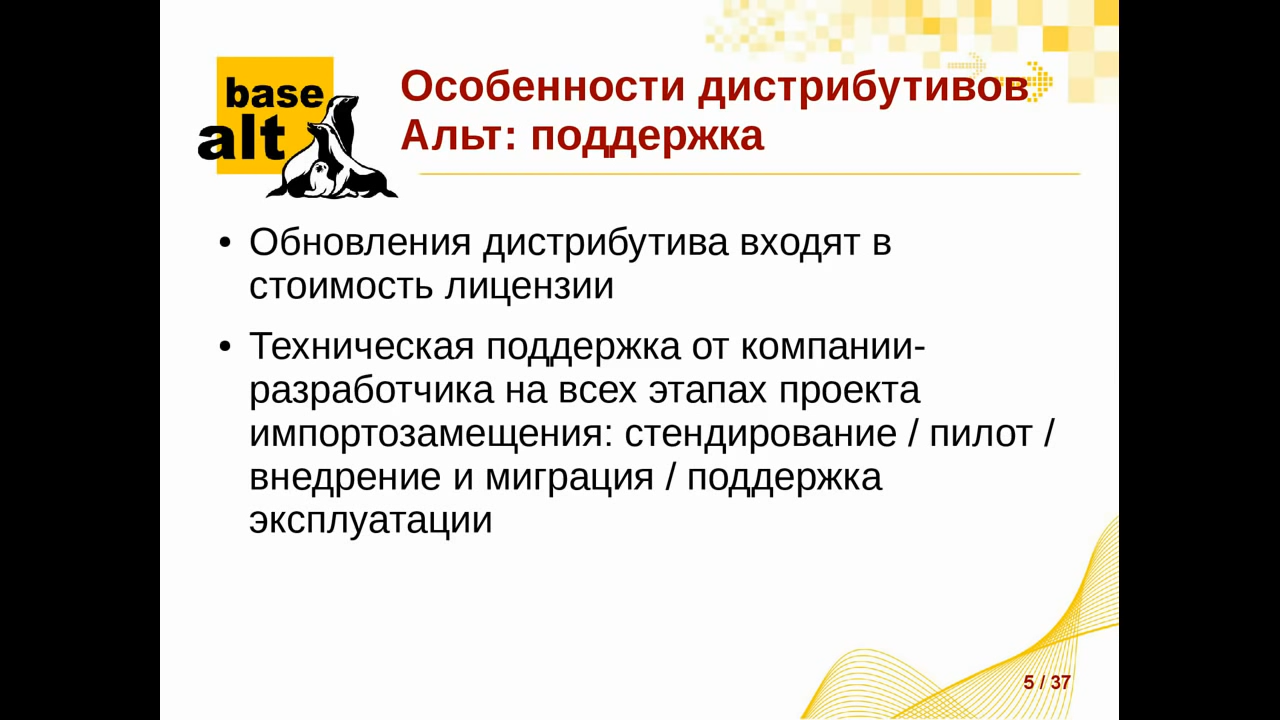 base
alt
Особенности дистрибутивов
Альт: поддержка
• Обновления дистрибутива входят в
стоимость лицензии
• Техническая поддержка от компании-
разработчика на всех этапах проекта
импортозамещения: стендирование / пилот /
внедрение и миграция / поддержка
эксплуатации
5 / 37